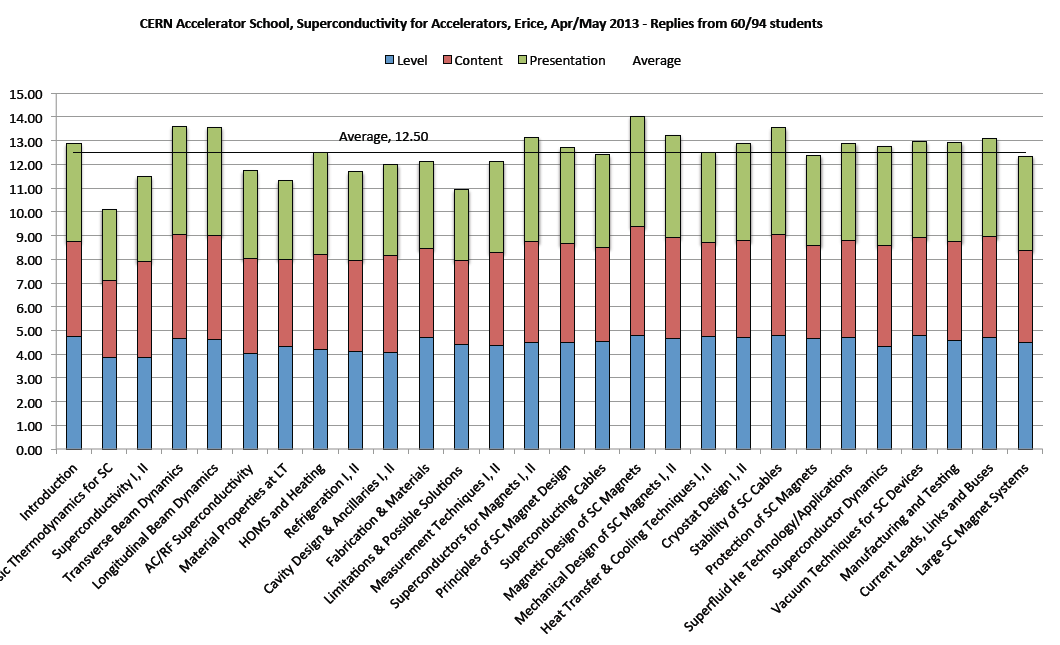 CERN Accelerator School, Superconductivity for Accelerators, Erice, Apr/May 2013 - Replies from 60/94 students
Level Content Presentation Average
15.00
14.00
13.00
12.00
11.00
10.00
9.00
8.00
7.00
6.00
5.00
4.00
3.00
2.00
1.00
0.00
Average, 12.50
Introduction
sic Thermodynamics for SC
Superconductivity I, II
Transverse Beam Dynamics
Longitudinal Beam Dynamics
AC/RF Superconductivity
Material Properties at LT
HOMS and Heating
Refrigeration I, II
Cavity Design & Ancillaries I, II
Fabrication & Materials
Limitations & Possible Solutions
Measurement Techniques I, II
Superconductors for Magnets I, II
Principles of SC Magnet Design
Superconducting Cables
Magnetic Design of SC Magnets
Mechanical Design of SC Magnets I, II
Heat Transfer & Cooling Techniques I, II
Cryostat Design I, II
Stability of SC Cables
Protection of SC Magnets
Superfluid He Technology/Applications
Superconductor Dynamics
Vacuum Techniques for SC Devices
Manufacturing and Testing
Current Leads, Links and Buses
Large SC Magnet Systems